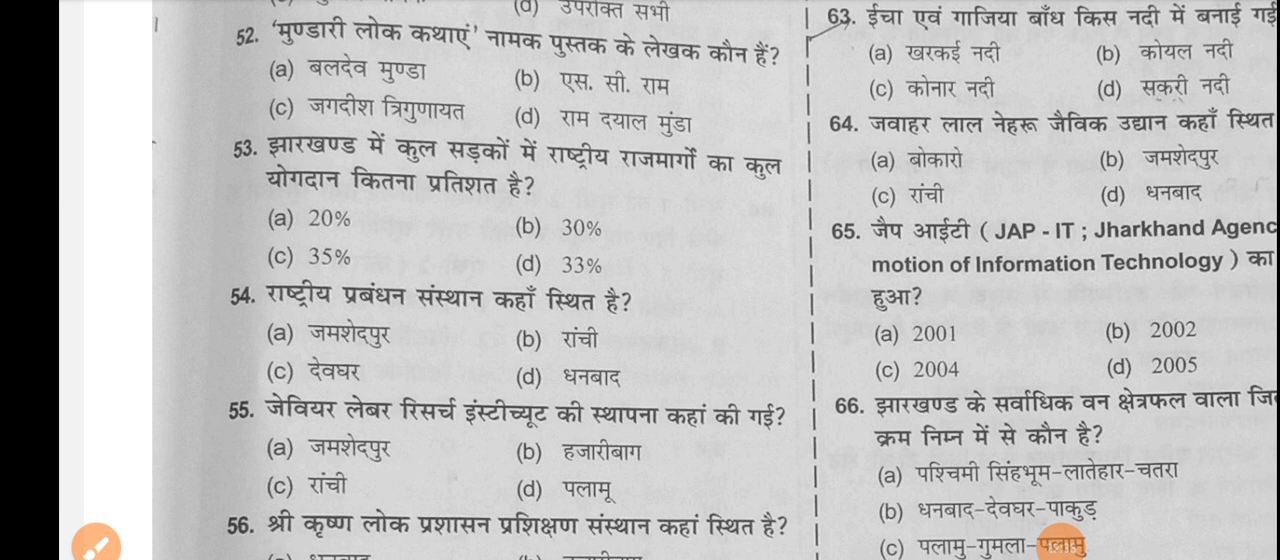 (d) उपरोक्त सभी
52. ‘मुण्डारी लोक कथाएं’ नामक पुस्तक के लेखक कौन हैं?
(a) बलदेव मुण्डा (b) एस. सी. राम
(c) जगदीश त्रिगुणायत (d) राम दयाल मुंडा
53. झारखण्ड में कुल सड़कों में राष्ट्रीय राजमार्गों का कुल
योगदान कितना प्रतिशत है?
(a) 20% (b) 30%
(c) 35% (d) 33%
54. राष्ट्रीय प्रबंधन संस्थान कहाँ स्थित है?
(a) जमशेदपुर (b) रांची
(c) देवघर (d) धनबाद
55. जेवियर लेबर रिसर्च इंस्टीच्यूट की स्थापना कहां की गई?
(a) जमशेदपुर (b) हजारीबाग
(c) रांची (d) पलामू
56. श्री कृष्ण लोक प्रशासन प्रशिक्षण संस्थान कहां स्थित है?
63. ईचा एवं गाजिया बाँध किस नदी में बनाई गई
(a) खरकई नदी (b) कोयल नदी
(c) कोनार नदी (d) सकरी नदी
64. जवाहर लाल नेहरू जैविक उद्यान कहाँ स्थित
(a) बोकारो (b) जमशेदपुर
(c) रांची (d) धनबाद
65. जैप आईटी ( JAP - IT ; Jharkhand Agenc
motion of Information Technology ) का
हुआ?
(a) 2001 (b) 2002
(c) 2004 (d) 2005
66. झारखण्ड के सर्वाधिक वन क्षेत्रफल वाला
क्रम निम्न में से कौन है?
(a) पश्चिमी सिंहभूम-लातेहार-चतरा
(b) धनबाद-देवघर-पाकुड़
(c) पलामु-गुमला-पलामु